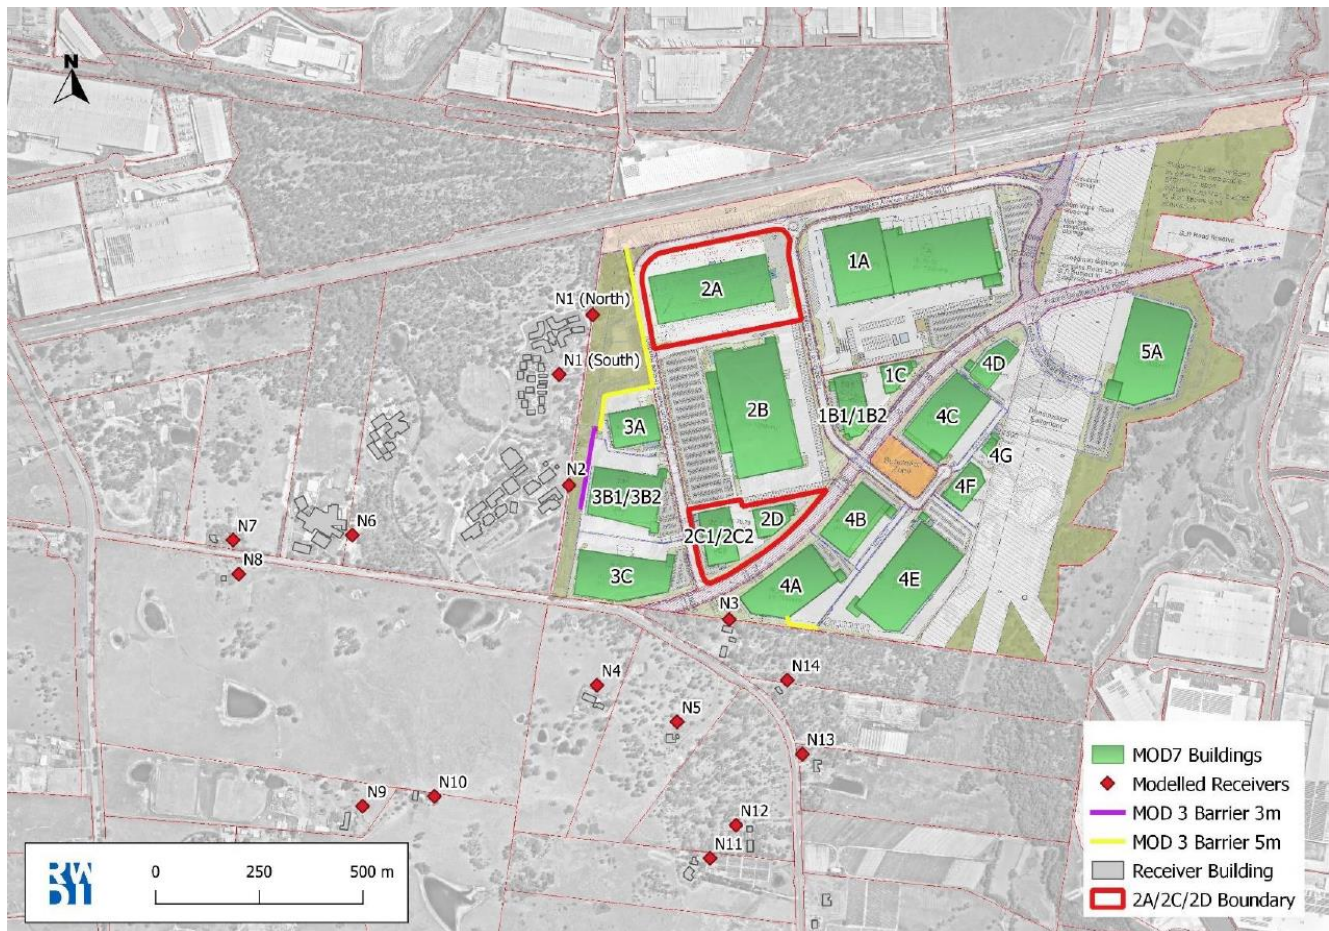 N
1A
2A
N1 (North)
5A
N1 (South)
4D
1C
2B
1B1/1B2
4C
3A
4G
N2
4F
3B1/3B2
2D
4B
N6
2C1/2C2
N7
N8
3C
4A
4E
N3
N4
N14
N5
N13
N10
N9
N12
N11
MOD7 Buildings
Modelled Receivers
MOD 3 Barrier 3m
MOD 3 Barrier 5m
Receiver Building
2A/2C/2D Boundary
RW
DI
0 250 500 m